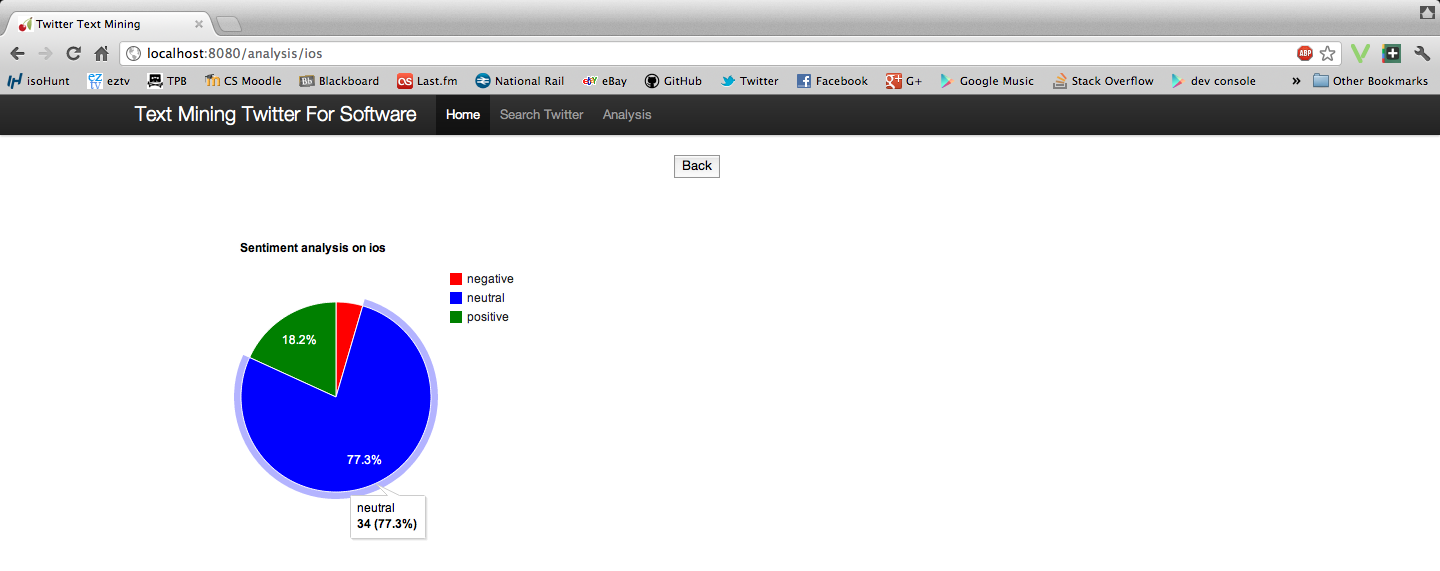 Twitter Text Mining
localhost:8080/analysis/ios
ABP
isoHunt eztv TPB CS Moodle Bb Blackboard Last.fm National Rail ebY eBay GitHub Twitter Facebook G+ Google Music Stack Overflow dev console » Other Bookmarks
Text Mining Twitter For Software Home Search Twitter Analysis
Back
Sentiment analysis on ios
negative
neutral
positive
18.2%
77.3%
neutral
34 (77.3%)